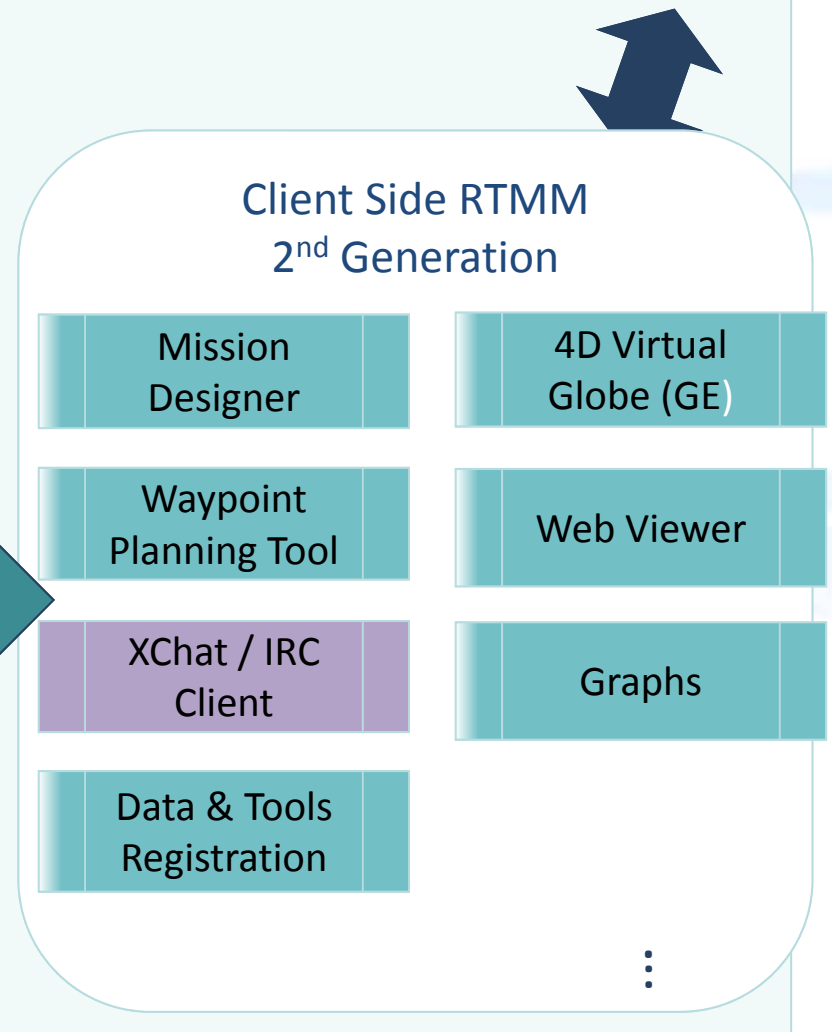 Client Side RTMM
2nd Generation
Mission
Designer
4D Virtual
Globe (GE)
Waypoint
Planning Tool
Web Viewer
XChat / IRC
Client
Graphs
Data & Tools
Registration
⋮